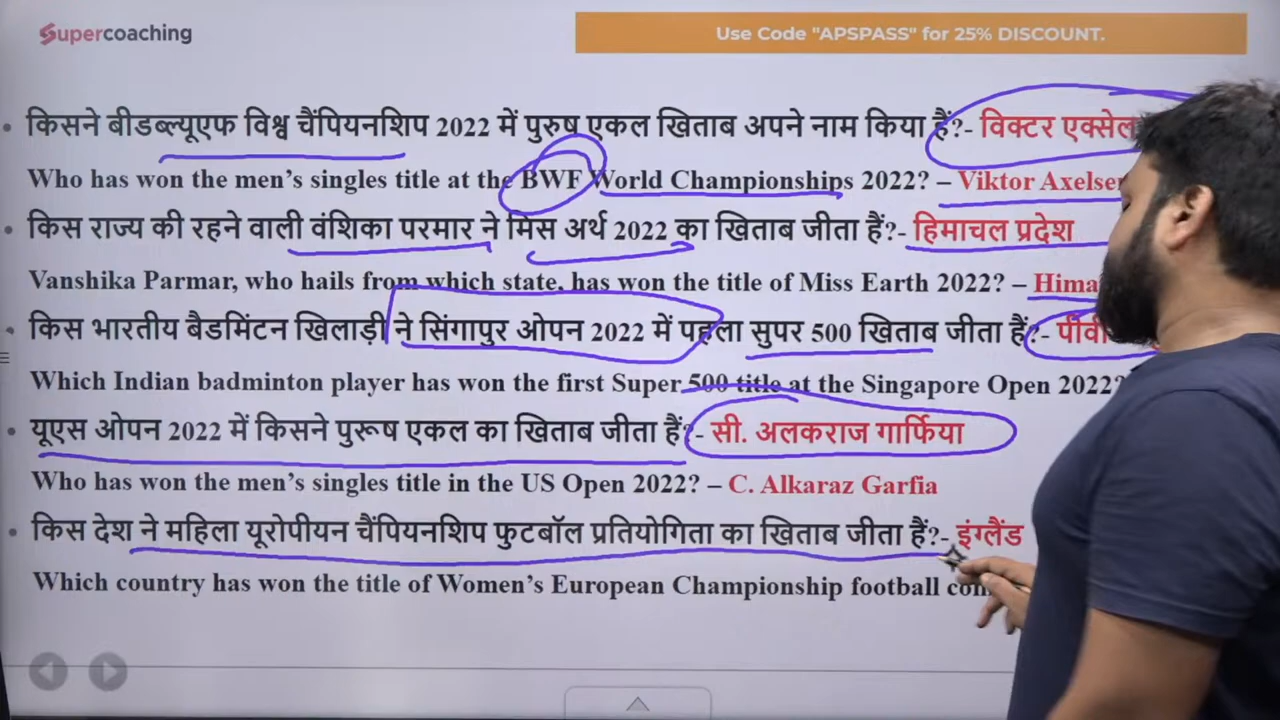 Supercoaching
Use Code "APSPASS" for 25% DISCOUNT.
किसने बीडब्ल्यूएफ विश्व चैंपियनशिप 2022 में पुरुष एकल खिताब अपने नाम किया हैं?- विक्टर
Who has won the men's singles title at the BWF World Championships 2022? – Viktor
किस राज्य की रहने वाली वंशिका परमार ने मिस अर्थ 2022 का खिताब जीता हैं?- हिमाचल प्रदेश
Vanshika Parmar, who hails from which state, has won the title of Miss Earth 2022? –
किस भारतीय बैडमिंटन खिलाड़ी ने सिंगापुर ओपन 2022 में पहला सुपर 500 खिताब जीता हैं?-
Which Indian badminton player has won the first Super 500 title at the Singapore Open 2022?
यूएस ओपन 2022 में किसने पुरूष एकल का खिताब जीता हैं?- सी. अलकराज गार्फिया
Who has won the men's singles title in the US Open 2022? – C. Alkaraz Garfia
किस देश ने महिला यूरोपीयन चैंपियनशिप फुटबॉल प्रतियोगिता का खिताब जीता हैं?- इंग्लैंड
Which country has won the title of Women's European Championship football